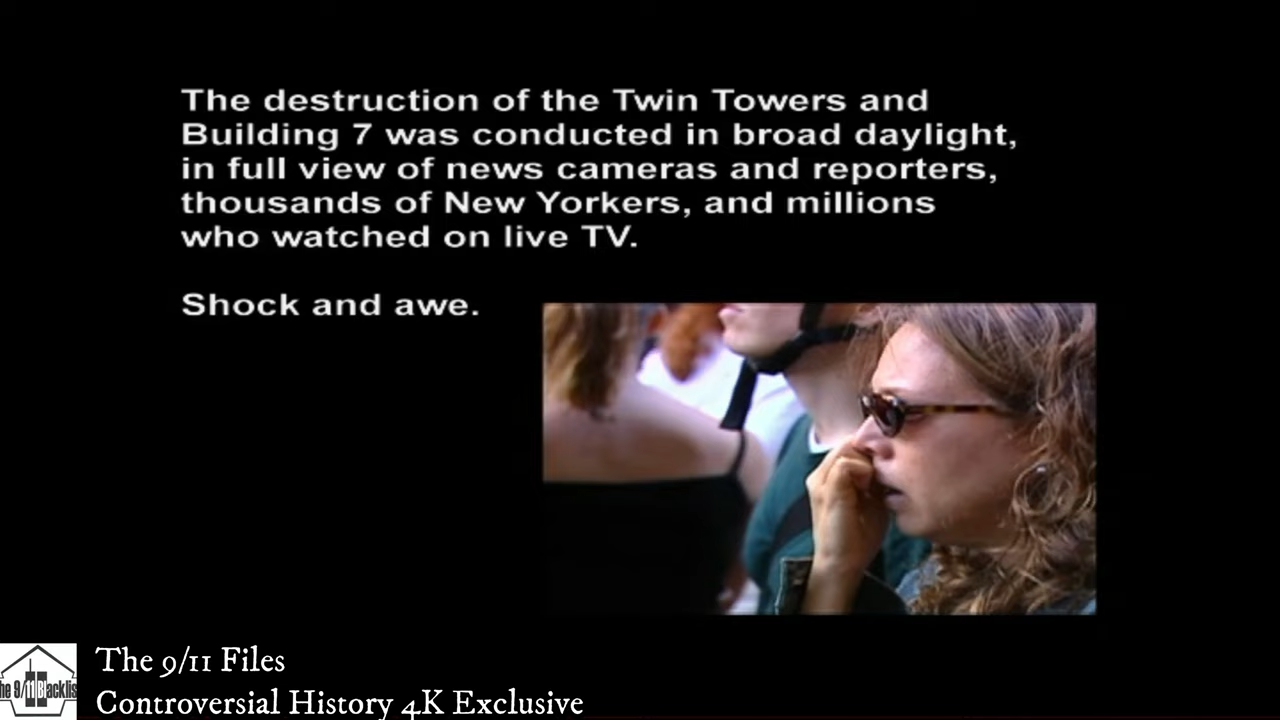 The destruction of the Twin Towers and
Building 7 was conducted in broad daylight,
in full view of news cameras and reporters,
thousands of New Yorkers, and millions
who watched on live TV.
Shock and awe.
The 9/11 Files
Controversial History 4K Exclusive